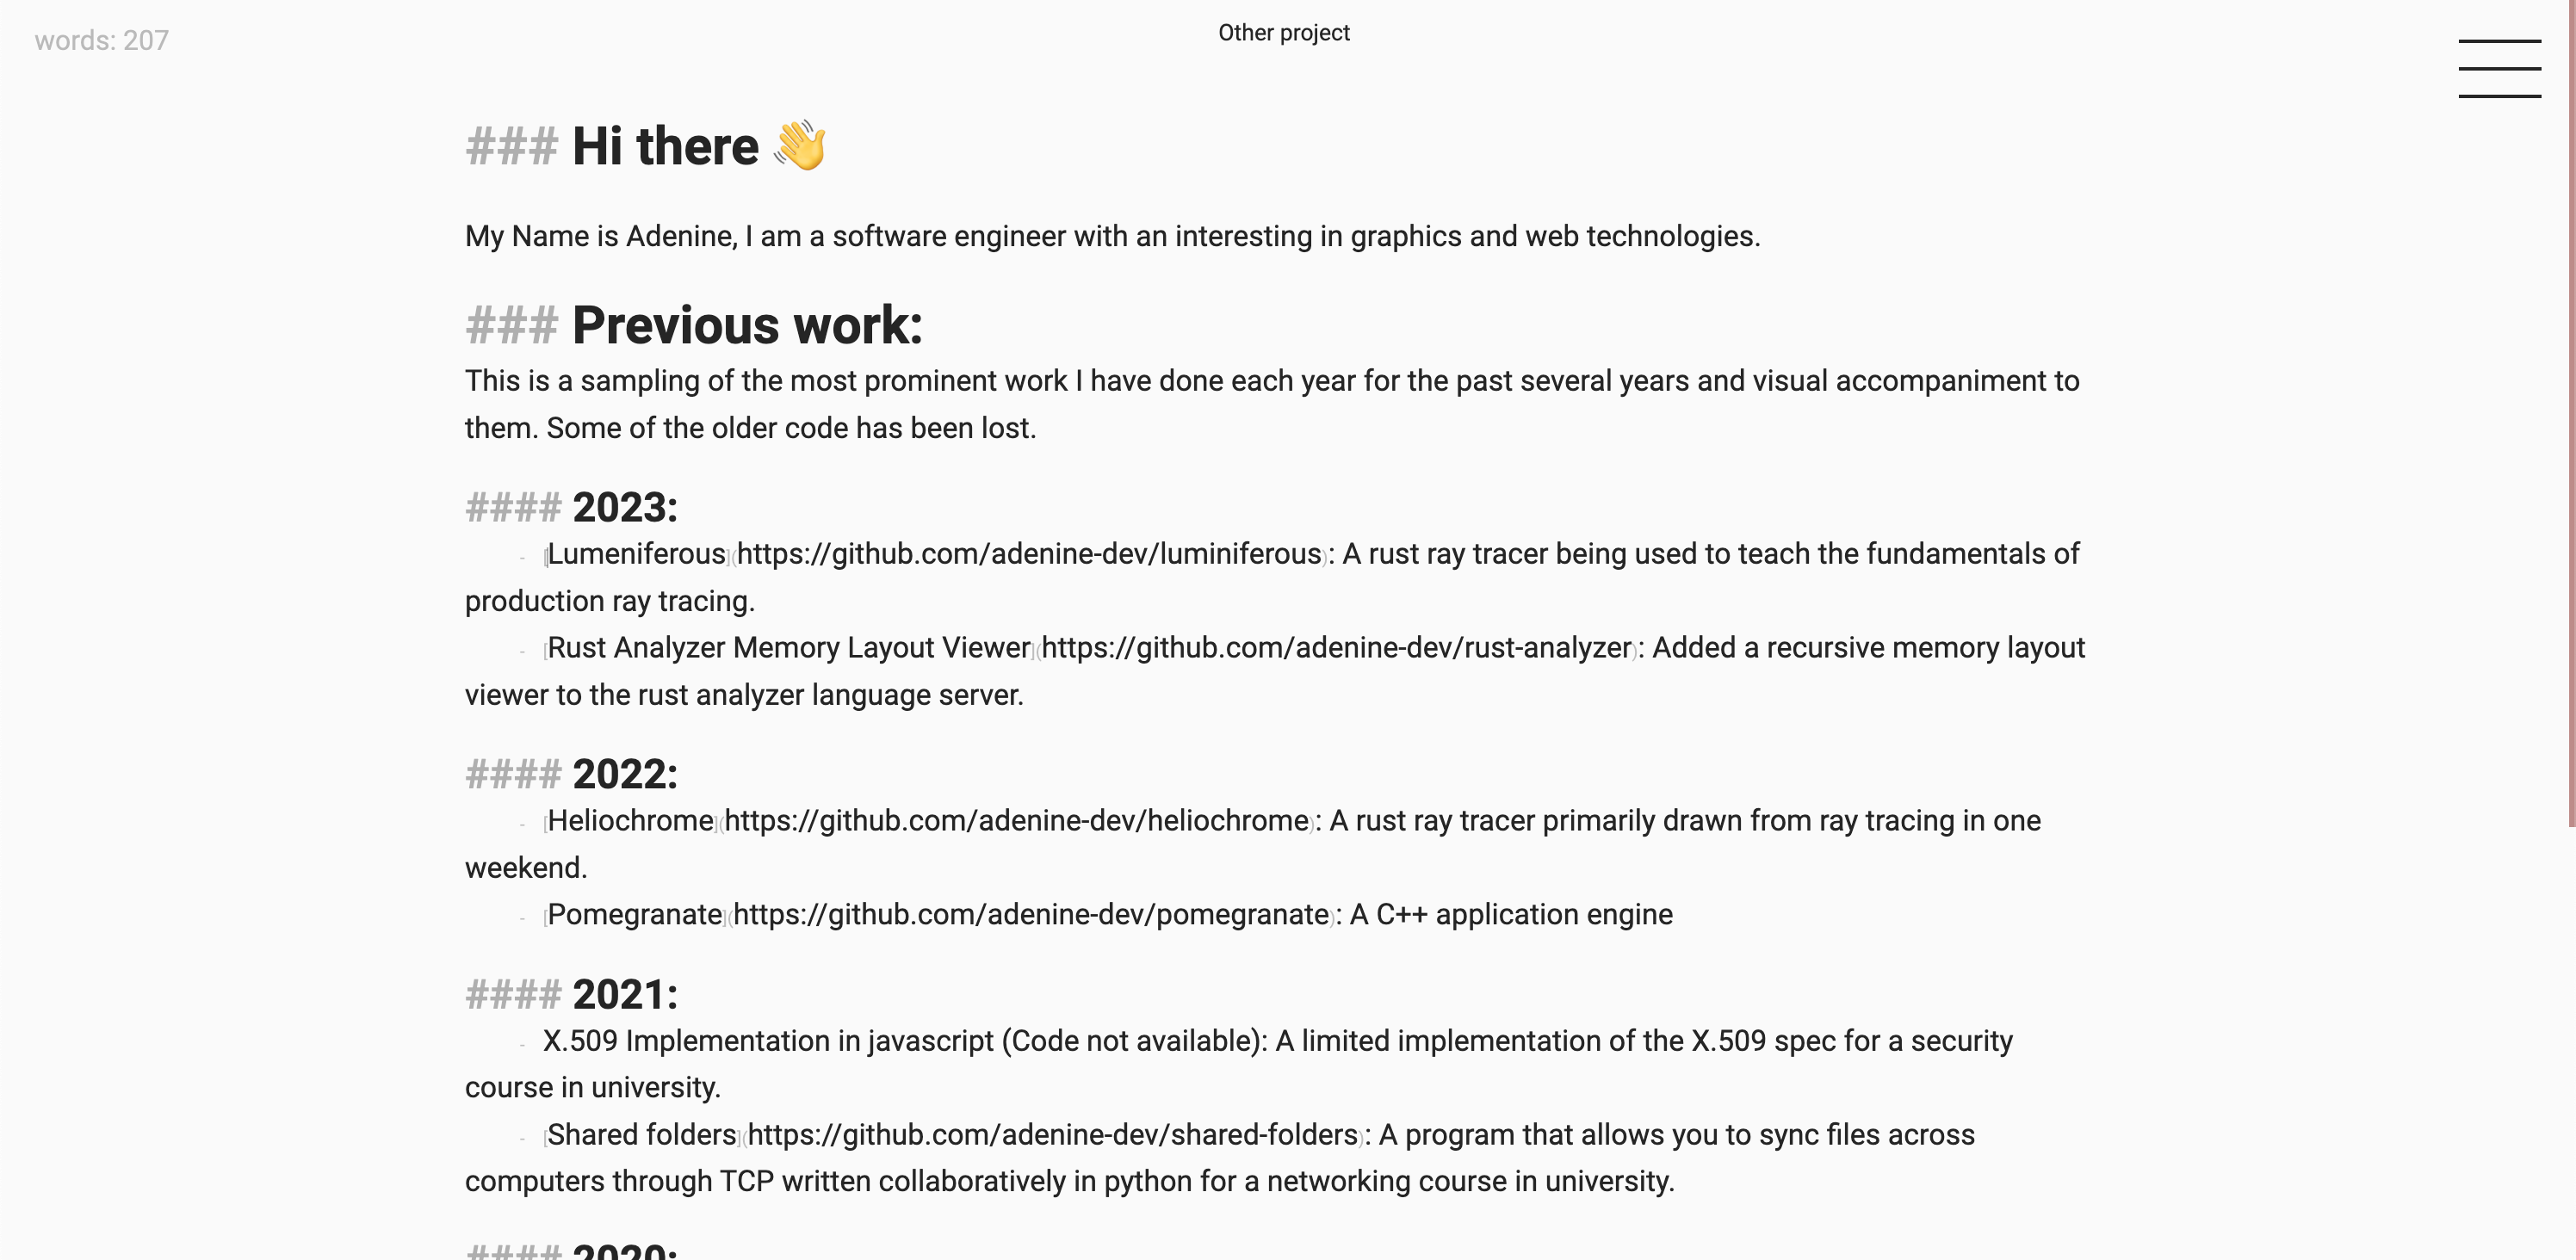 words: 207
Other project
### Hi there 👋
My Name is Adenine, I am a software engineer with an interesting in graphics and web technologies.
### Previous work:
This is a sampling of the most prominent work I have done each year for the past several years and visual accompaniment to
them. Some of the older code has been lost.
#### 2023:
- [Lumeniferous](https://github.com/adenine-dev/luminiferous): A rust ray tracer being used to teach the fundamentals of
production ray tracing.
- [Rust Analyzer Memory Layout Viewer](https://github.com/adenine-dev/rust-analyzer): Added a recursive memory layout
viewer to the rust analyzer language server.
#### 2022:
- [Heliochrome](https://github.com/adenine-dev/heliochrome): A rust ray tracer primarily drawn from ray tracing in one
weekend.
- [Pomegranate](https://github.com/adenine-dev/pomegranate): A C++ application engine
#### 2021:
- X.509 Implementation in javascript (Code not available): A limited implementation of the X.509 spec for a security
course in university.
- [Shared folders](https://github.com/adenine-dev/shared-folders): A program that allows you to sync files across
computers through TCP written collaboratively in python for a networking course in university.
#### 2020: